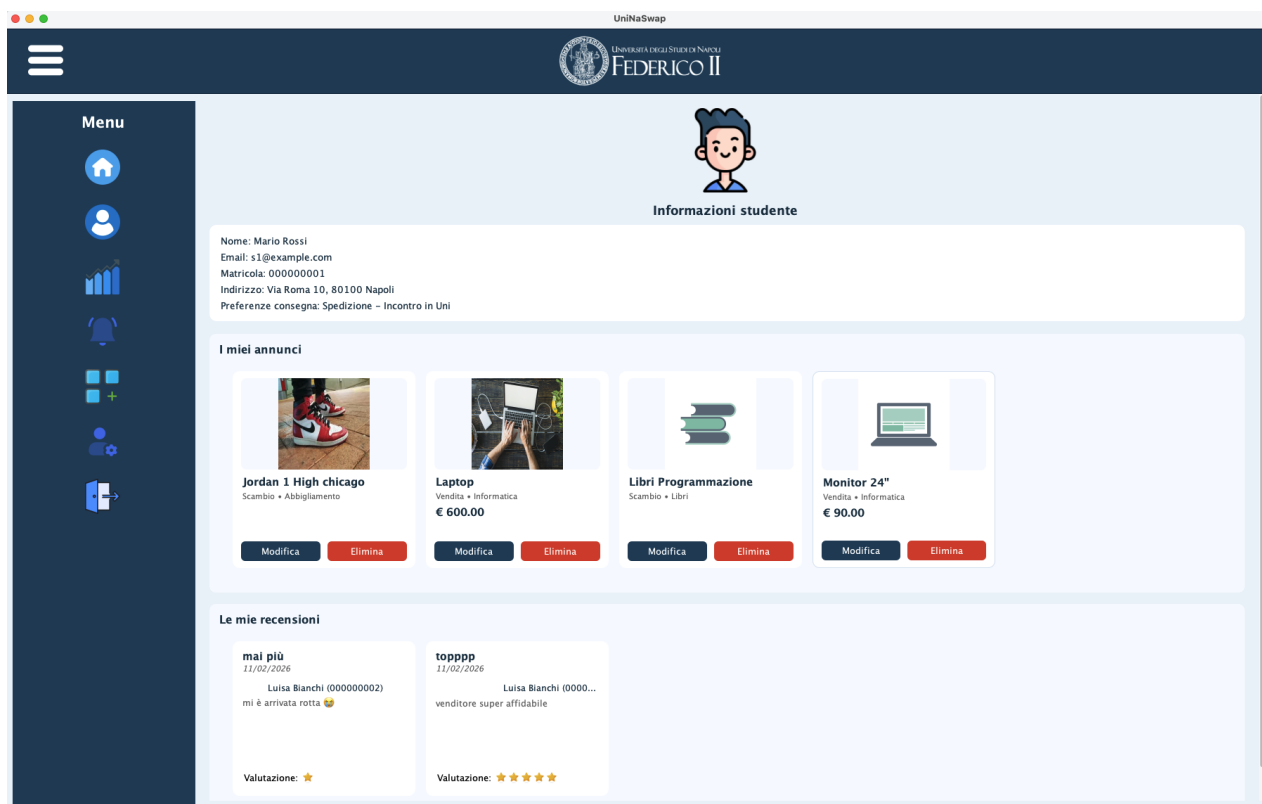 UniNaSwap
UNIVERSITÀ DEGLI STUDI DI NAPOLI
FEDERICO II
Menu
Informazioni studente
Nome: Mario Rossi
Email: s1@example.com
Matricola: 000000001
Indirizzo: Via Roma 10, 80100 Napoli
Preferenze consegna: Spedizione – Incontro in Uni
I miei annunci
Jordan 1 High chicago
Scambio • Abbigliamento
Modifica Elimina
Laptop
Vendita • Informatica
€ 600.00
Modifica Elimina
Libri Programmazione
Scambio • Libri
Modifica Elimina
Monitor 24"
Vendita • Informatica
€ 90.00
Modifica Elimina
Le mie recensioni
mai più
11/02/2026
Luisa Bianchi (000000002)
mi è arrivata rotta 😭
Valutazione: ⭐
topppp
11/02/2026
Luisa Bianchi (0000...
venditore super affidabile
Valutazione: ⭐⭐⭐⭐⭐